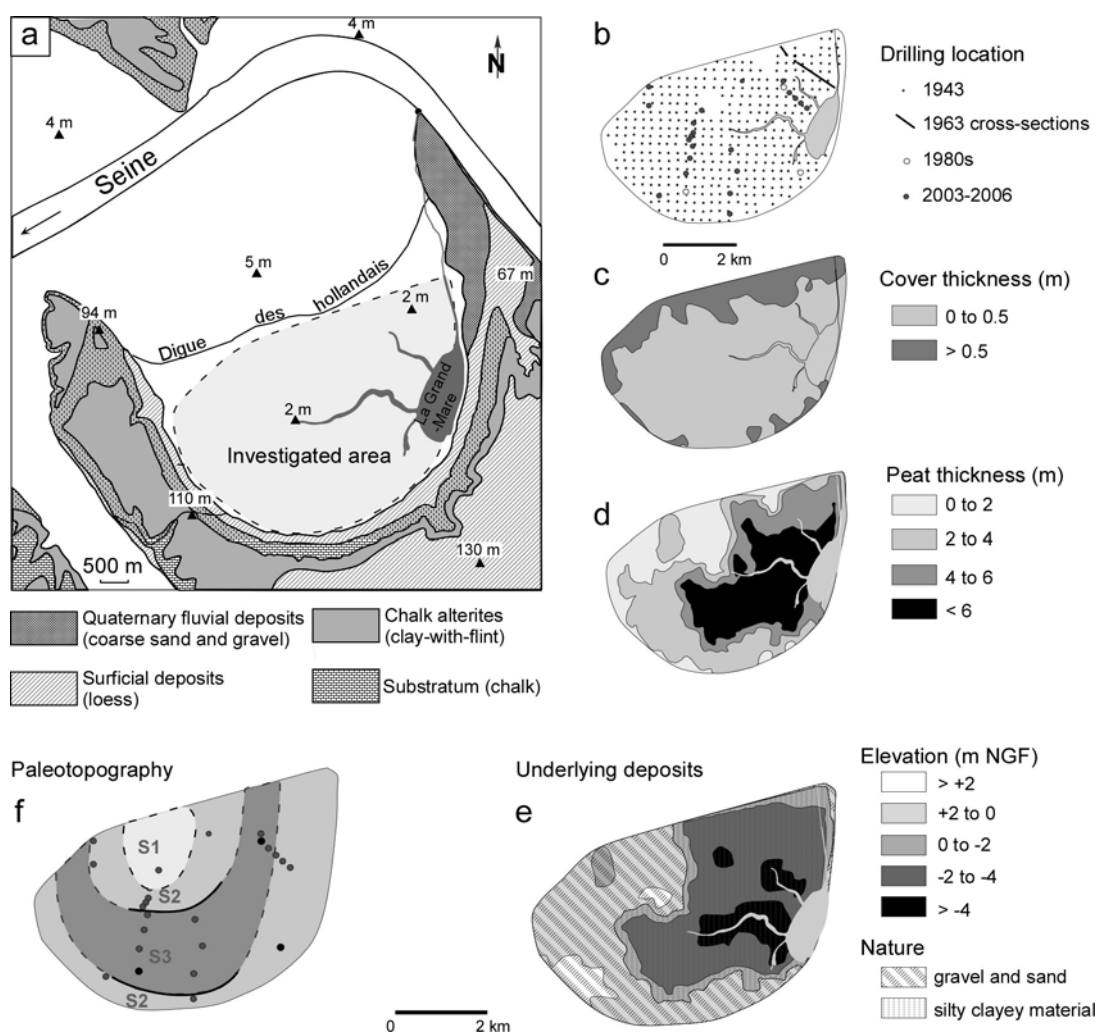 a
4 m
N
4 m
Seine
5 m
67 m
94 m
Digue des hollandais
2 m
La Grand
-Mare
2 m
Investigated area
110 m
130 m
500 m
Quaternary fluvial deposits
(coarse sand and gravel)
Chalk alterites
(clay-with-flint)
Surficial deposits
(loess)
Substratum (chalk)
b
Drilling location
1943
1963 cross-sections
1980s
2003-2006
0 2 km
c
Cover thickness (m)
0 to 0.5
> 0.5
d
Peat thickness (m)
0 to 2
2 to 4
4 to 6
< 6
Paleotopography
f
S1
S2
S3
S2
0 2 km
Underlying deposits
e
Elevation (m NGF)
> +2
+2 to 0
0 to -2
-2 to -4
> -4
Nature
gravel and sand
silty clayey material